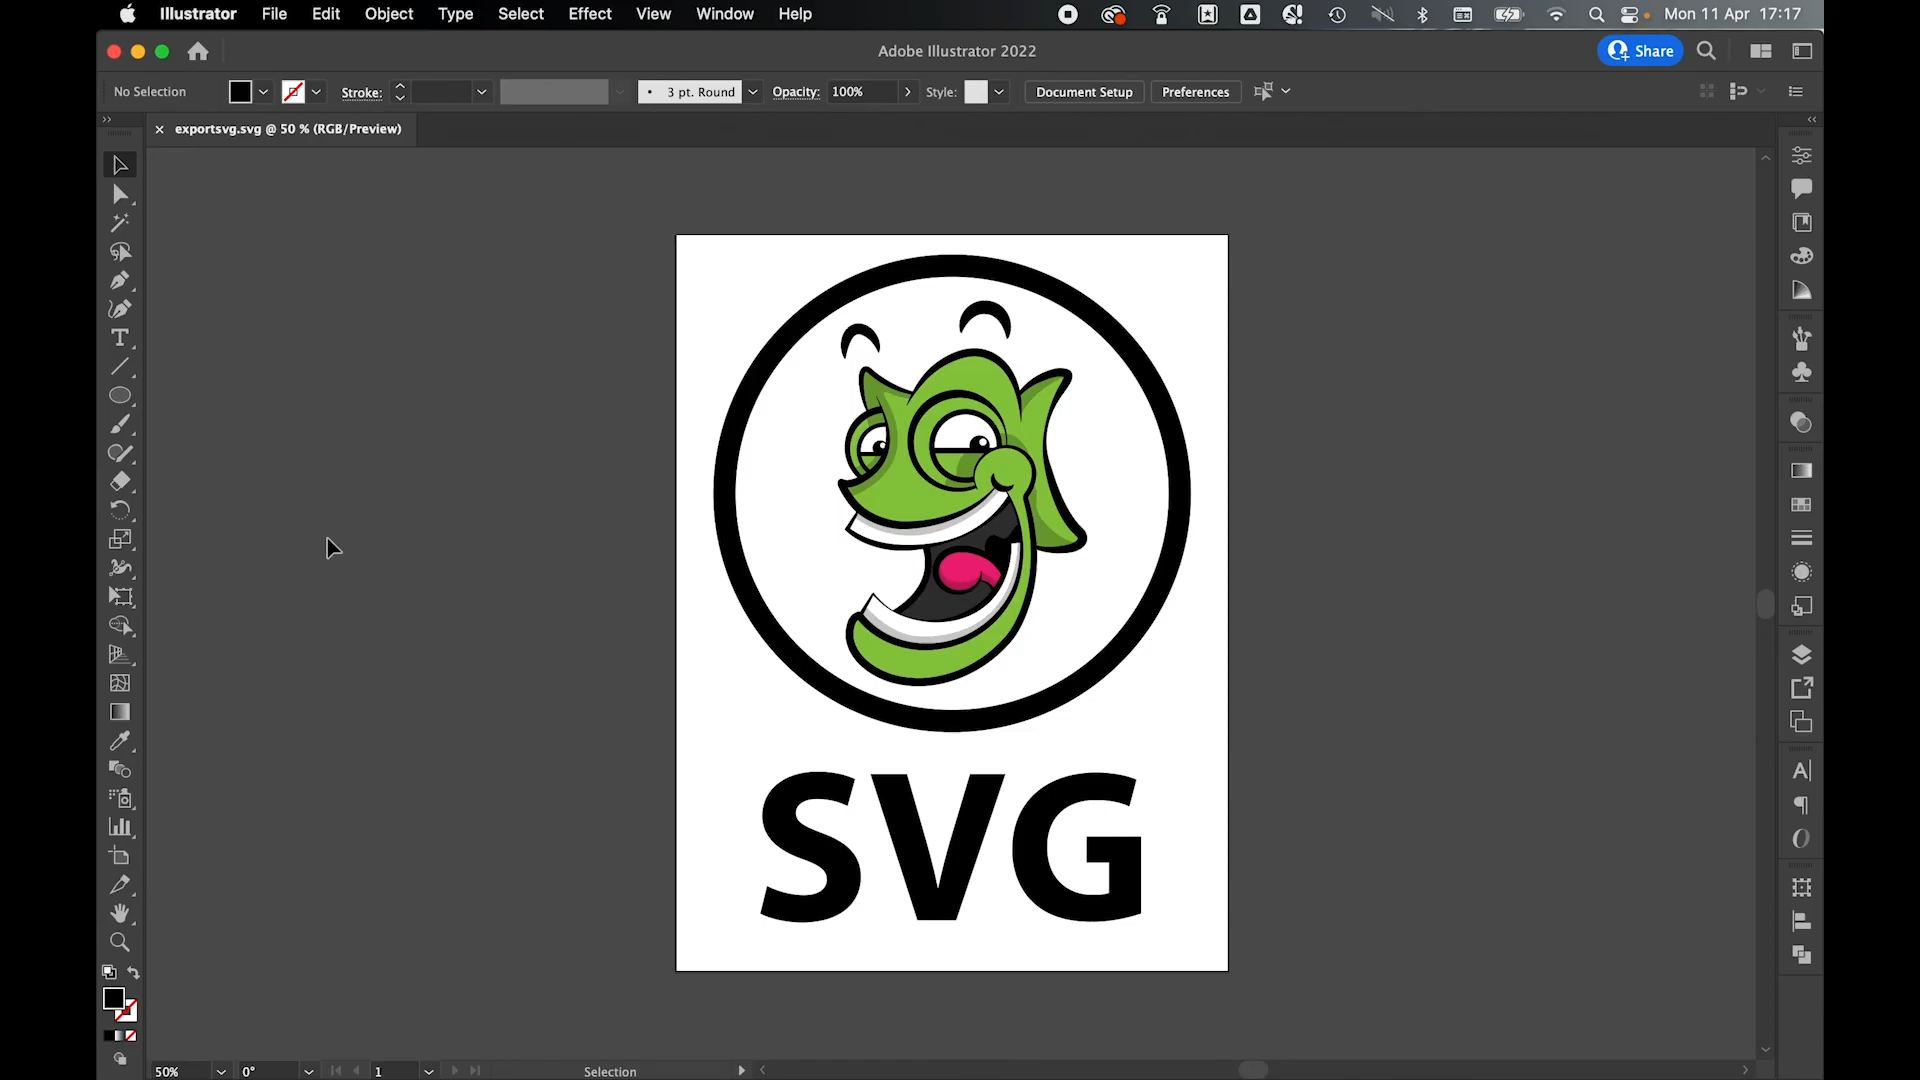 Illustrator File Edit Object Type Select Effect View Window Help Mon 11 Apr 17:17
Adobe Illustrator 2022 Share
No Selection Stroke: 3 pt. Round Opacity: 100% Style: Document Setup Preferences
exportsvg.svg @ 50 % (RGB/Preview)
SVG
50% 0° 1 Selection